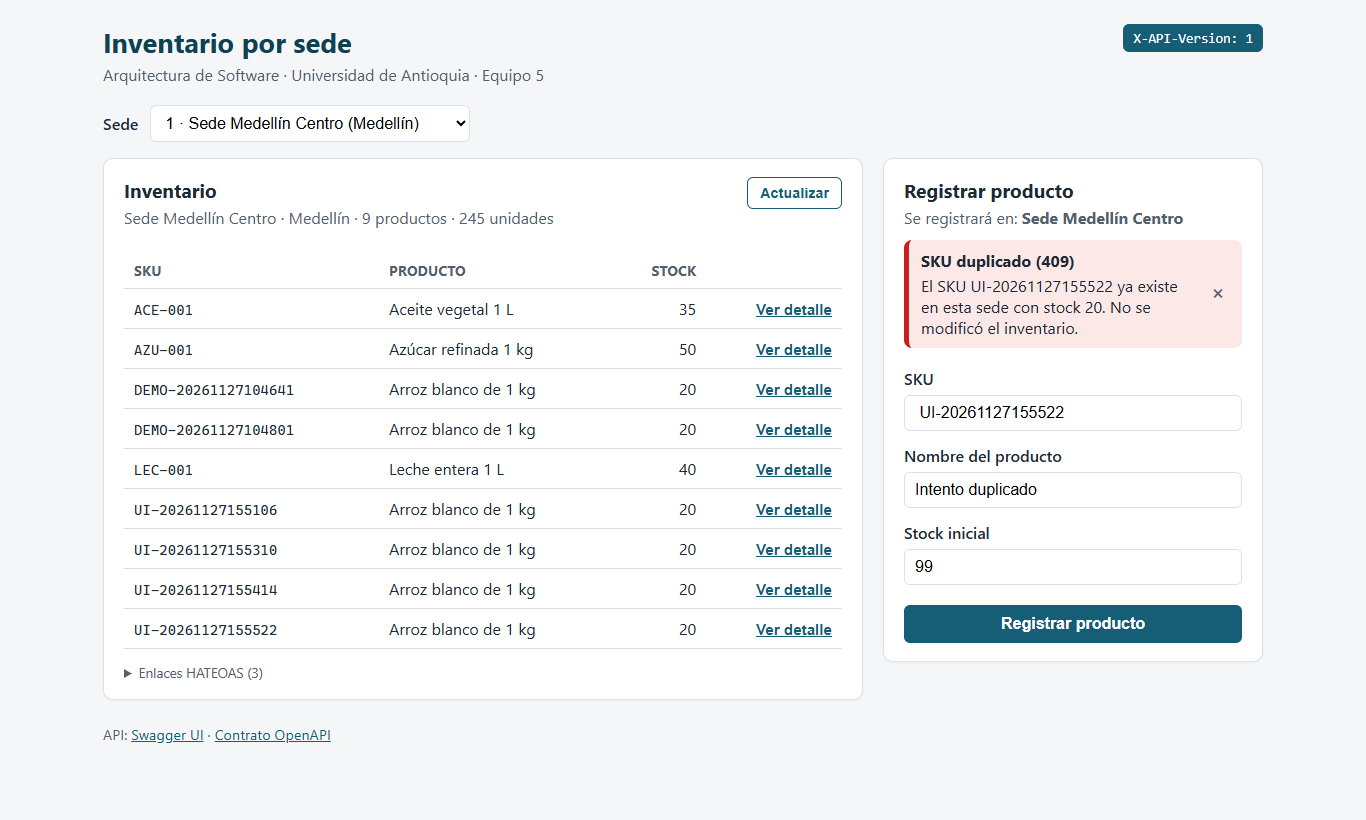 Inventario por sede
X-API-Version: 1
Arquitectura de Software · Universidad de Antioquia · Equipo 5
Sede
1 · Sede Medellín Centro (Medellín)
Inventario
Actualizar
Sede Medellín Centro · Medellín · 9 productos · 245 unidades
SKU PRODUCTO STOCK
ACE-001 Aceite vegetal 1 L 35 Ver detalle
AZU-001 Azúcar refinada 1 kg 50 Ver detalle
DEMO-20261127104641 Arroz blanco de 1 kg 20 Ver detalle
DEMO-20261127104801 Arroz blanco de 1 kg 20 Ver detalle
LEC-001 Leche entera 1 L 40 Ver detalle
UI-20261127155106 Arroz blanco de 1 kg 20 Ver detalle
UI-20261127155310 Arroz blanco de 1 kg 20 Ver detalle
UI-20261127155414 Arroz blanco de 1 kg 20 Ver detalle
UI-20261127155522 Arroz blanco de 1 kg 20 Ver detalle
Enlaces HATEOAS (3)
Registrar producto
Se registrará en: Sede Medellín Centro
SKU duplicado (409)
El SKU UI-20261127155522 ya existe
en esta sede con stock 20. No se
modificó el inventario.
×
SKU
UI-20261127155522
Nombre del producto
Intento duplicado
Stock inicial
99
Registrar producto
API: Swagger UI · Contrato OpenAPI